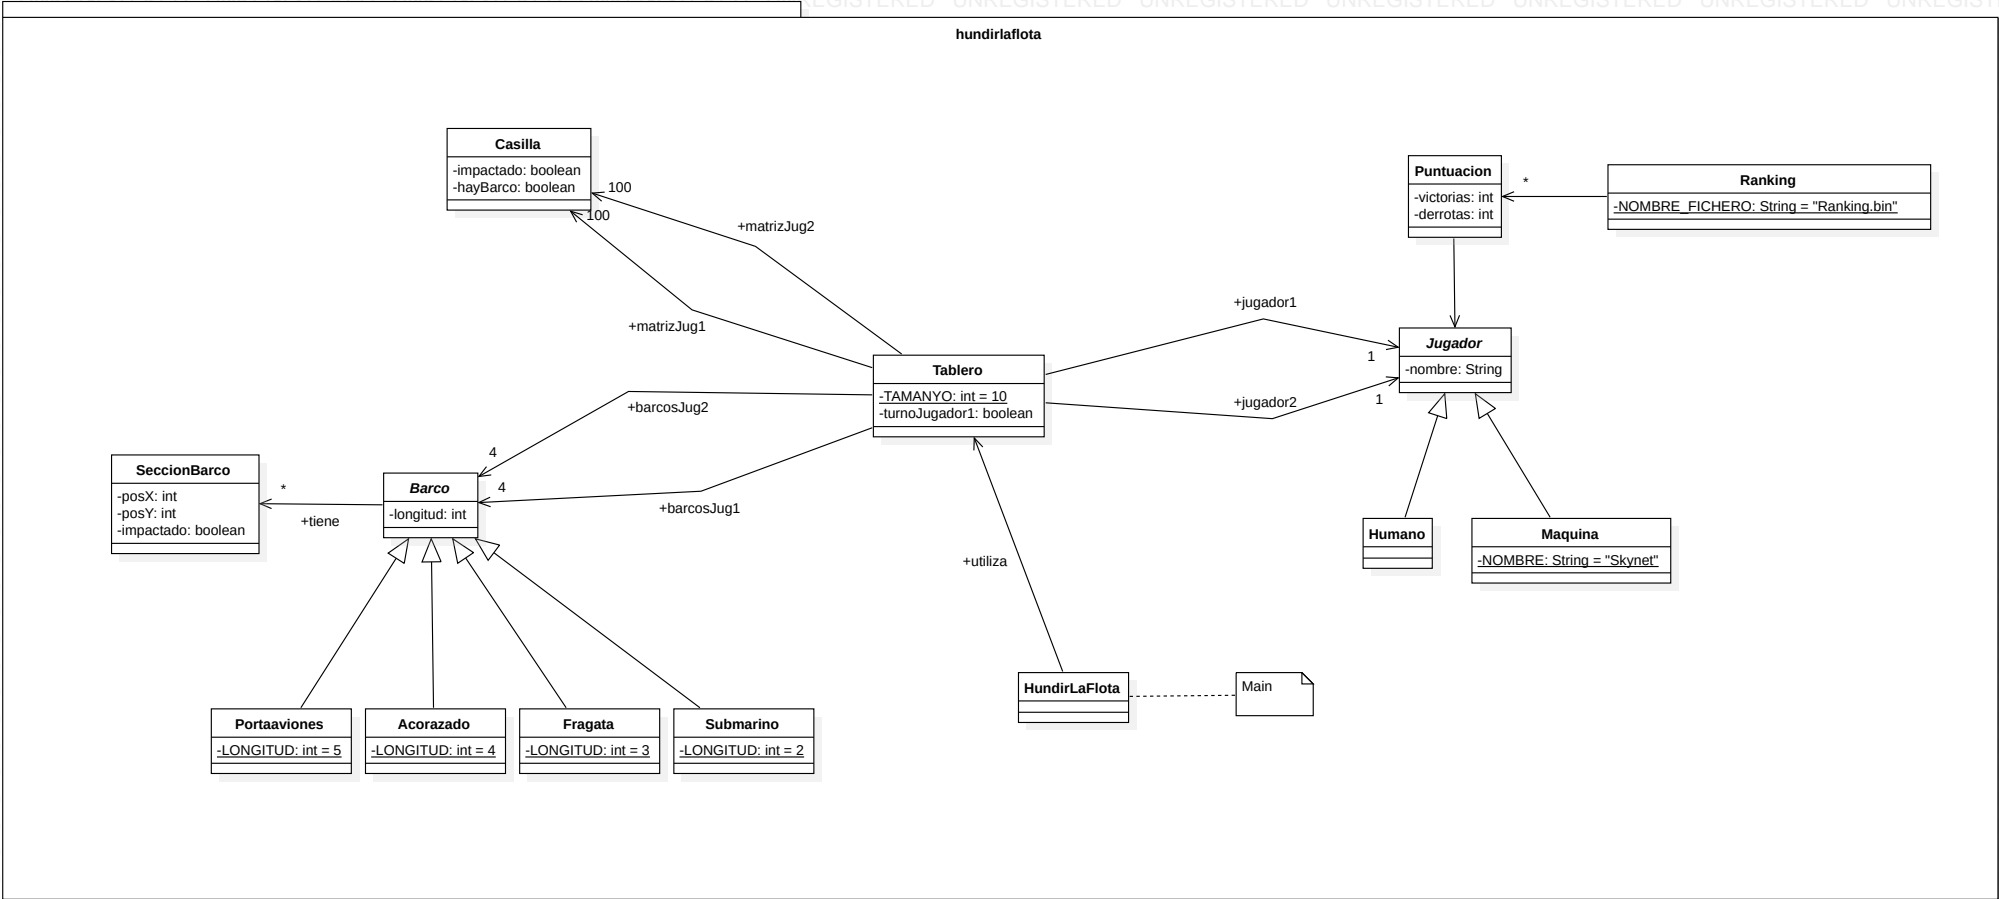 UNREGISTERED UNREGISTERED UNREGISTERED UNREGISTERED UNREGISTERED UNREGISTERED
hundirlaflota
Casilla
-impactado: boolean
-hayBarco: boolean
100
100
+matrizJug2
+matrizJug1
Puntuacion
-victorias: int
-derrotas: int
*
Ranking
-NOMBRE_FICHERO: String = "Ranking.bin"
+jugador1
1
Jugador
-nombre: String
+jugador2
1
Tablero
-TAMANYO: int = 10
-turnoJugador1: boolean
+barcosJug2
4
+barcosJug1
4
SeccionBarco
-posX: int
-posY: int
-impactado: boolean
*
+tiene
Barco
-longitud: int
Humano
Maquina
-NOMBRE: String = "Skynet"
+utiliza
HundirLaFlota
Main
Portaaviones
-LONGITUD: int = 5
Acorazado
-LONGITUD: int = 4
Fragata
-LONGITUD: int = 3
Submarino
-LONGITUD: int = 2